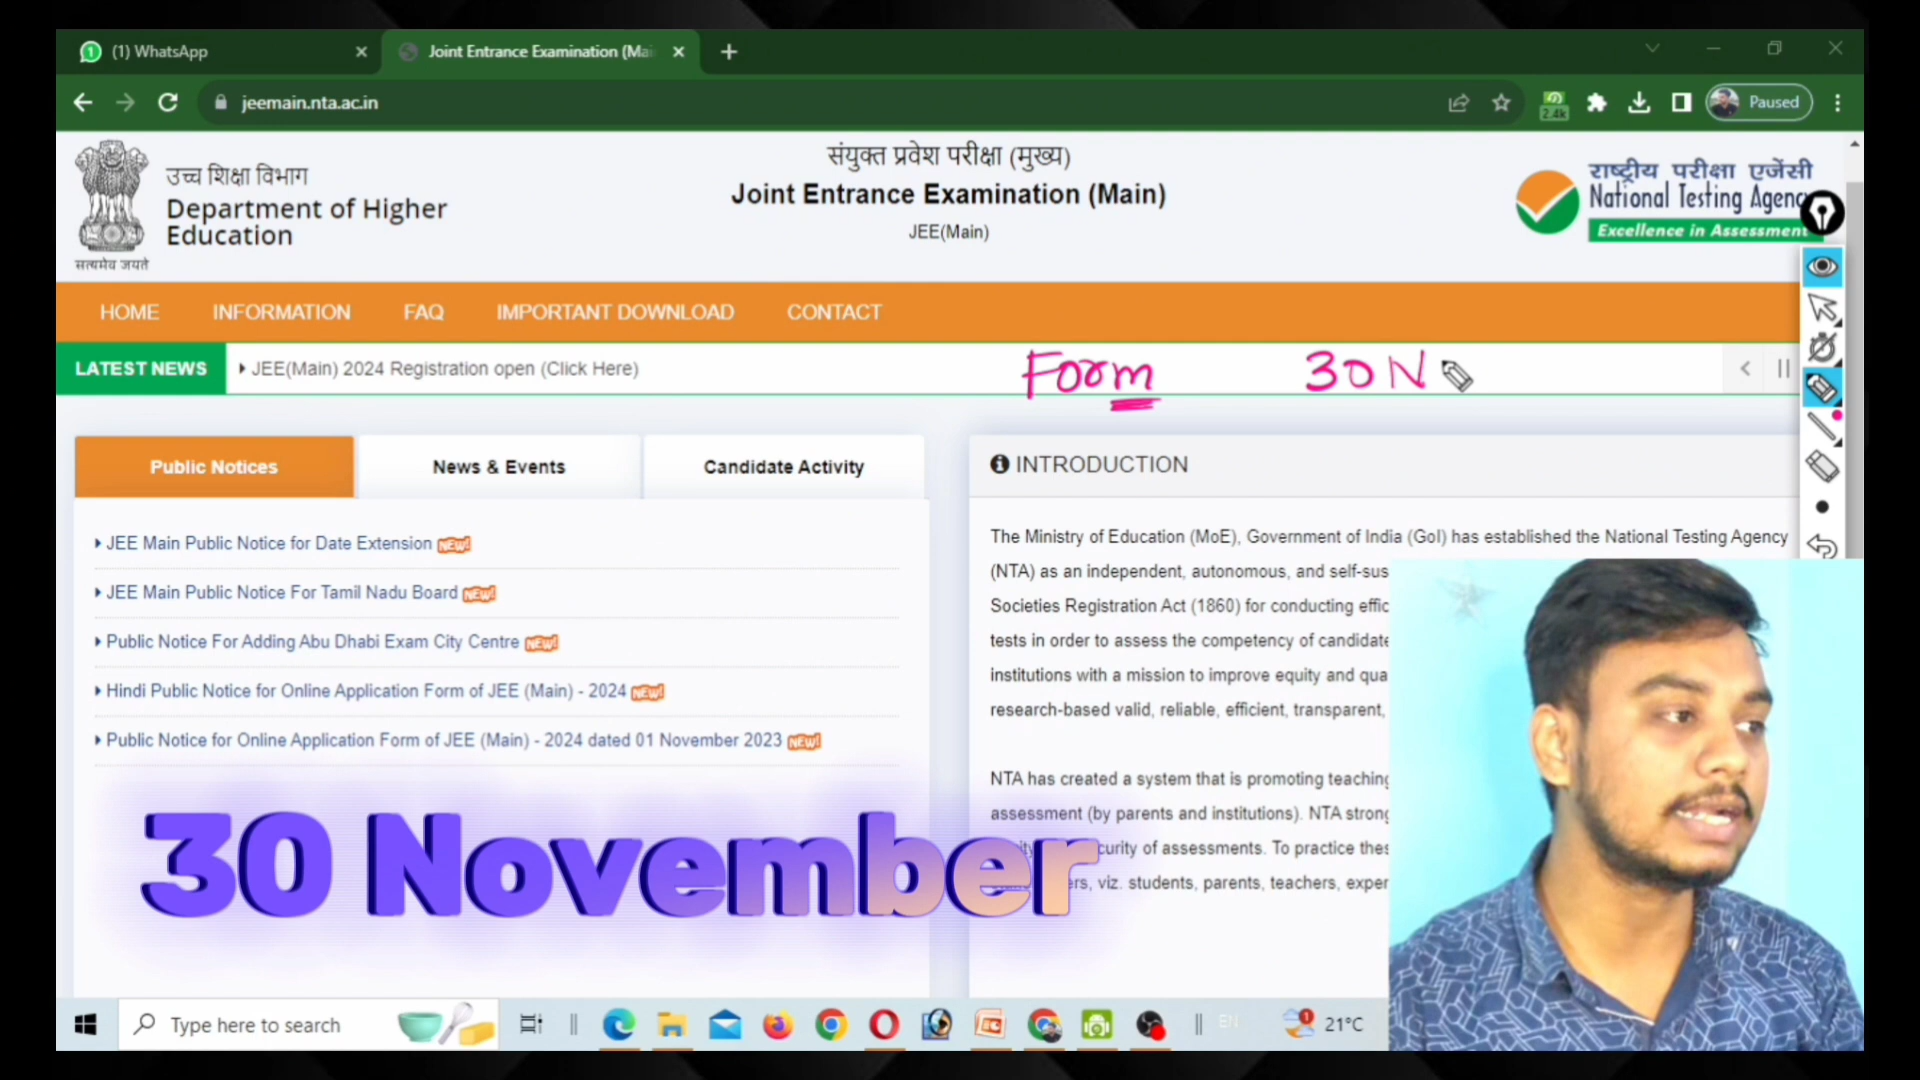 (1) WhatsApp
Joint Entrance Examination (Mai
jeemain.nta.ac.in
2.4k
Paused
सत्यमेव जयते
उच्च शिक्षा विभाग
Department of Higher
Education
संयुक्त प्रवेश परीक्षा (मुख्य)
Joint Entrance Examination (Main)
JEE(Main)
राष्ट्रीय परीक्षा एजेंसी
National Testing Agenc
Excellence in Assessment
HOME INFORMATION FAQ IMPORTANT DOWNLOAD CONTACT
LATEST NEWS JEE(Main) 2024 Registration open (Click Here)
Form 30 N
Public Notices News & Events Candidate Activity
JEE Main Public Notice for Date Extension NEW!
JEE Main Public Notice For Tamil Nadu Board NEW!
Public Notice For Adding Abu Dhabi Exam City Centre NEW!
Hindi Public Notice for Online Application Form of JEE (Main) - 2024 NEW!
Public Notice for Online Application Form of JEE (Main) - 2024 dated 01 November 2023 NEW!
INTRODUCTION
The Ministry of Education (MoE), Government of India (GoI) has established the National Testing Agency
(NTA) as an independent, autonomous, and self-sus
Societies Registration Act (1860) for conducting effic
tests in order to assess the competency of candidate
institutions with a mission to improve equity and qua
research-based valid, reliable, efficient, transparent,
NTA has created a system that is promoting teaching
assessment (by parents and institutions). NTA strong
curity of assessments. To practice thes
ers, viz. students, parents, teachers, exper
30 November
Type here to search
EN
1
21°C